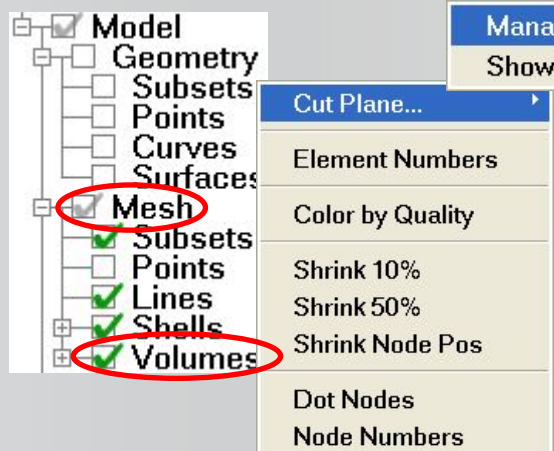 Model
Geometry
Subsets
Points
Curves
Surfaces
Mesh
Subsets
Points
Lines
Shells
Volumes
Show
Cut Plane...
Element Numbers
Color by Quality
Shrink 10%
Shrink 50%
Shrink Node Pos
Dot Nodes
Node Numbers